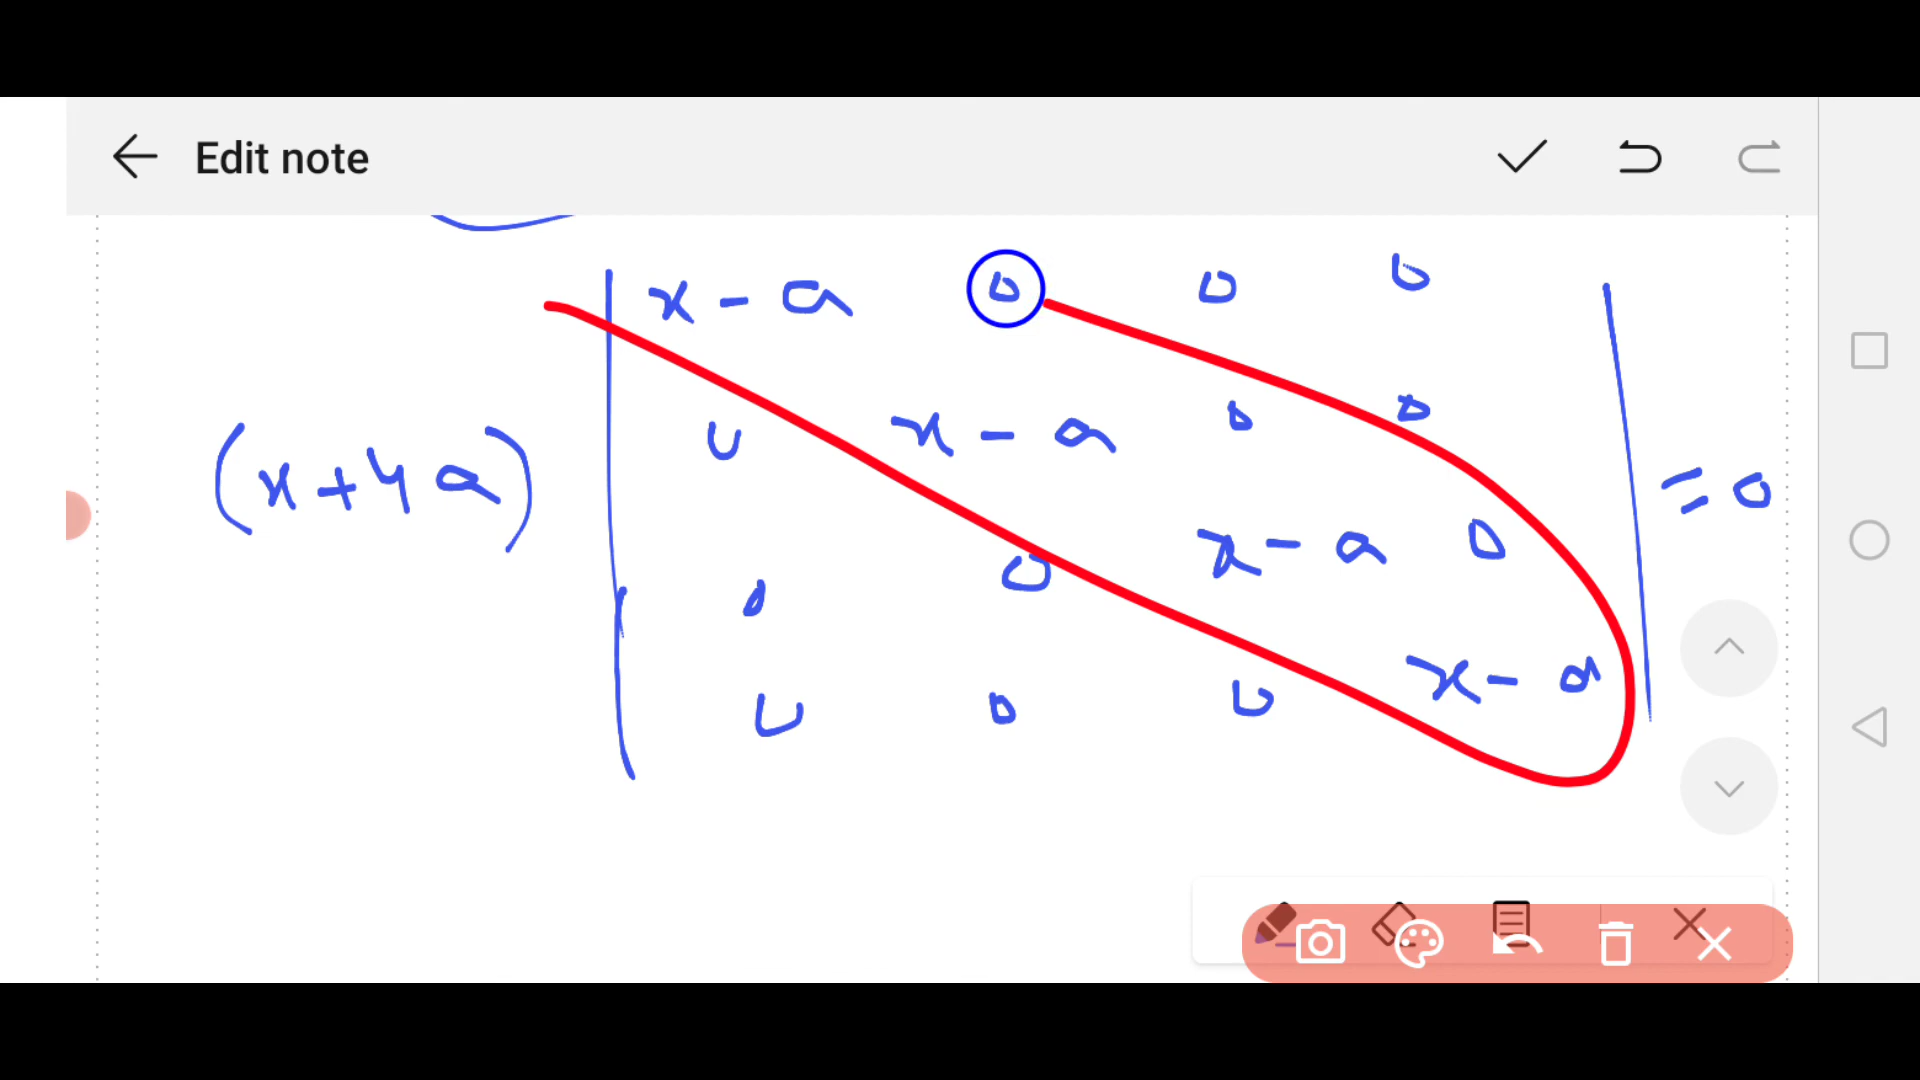 Edit note
x - a 0 0 0
0 x - a 0 0
(x+4a) = 0
0 0 x - a 0
0 0 0 x - a